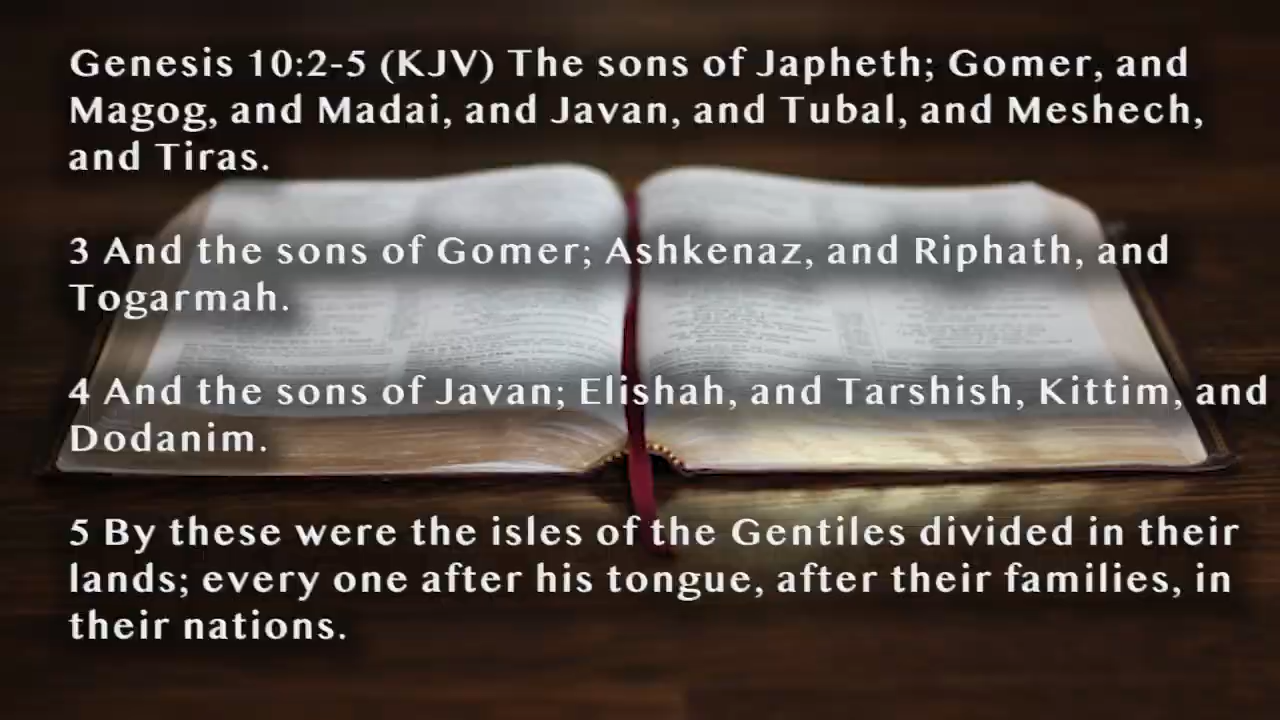 Genesis 10:2-5 (KJV) The sons of Japheth; Gomer, and
Magog, and Madai, and Javan, and Tubal, and Meshech,
and Tiras.
3 And the sons of Gomer; Ashkenaz, and Riphath, and
Togarmah.
4 And the sons of Javan; Elishah, and Tarshish, Kittim, and
Dodanim.
5 By these were the isles of the Gentiles divided in their
lands; every one after his tongue, after their families, in
their nations.